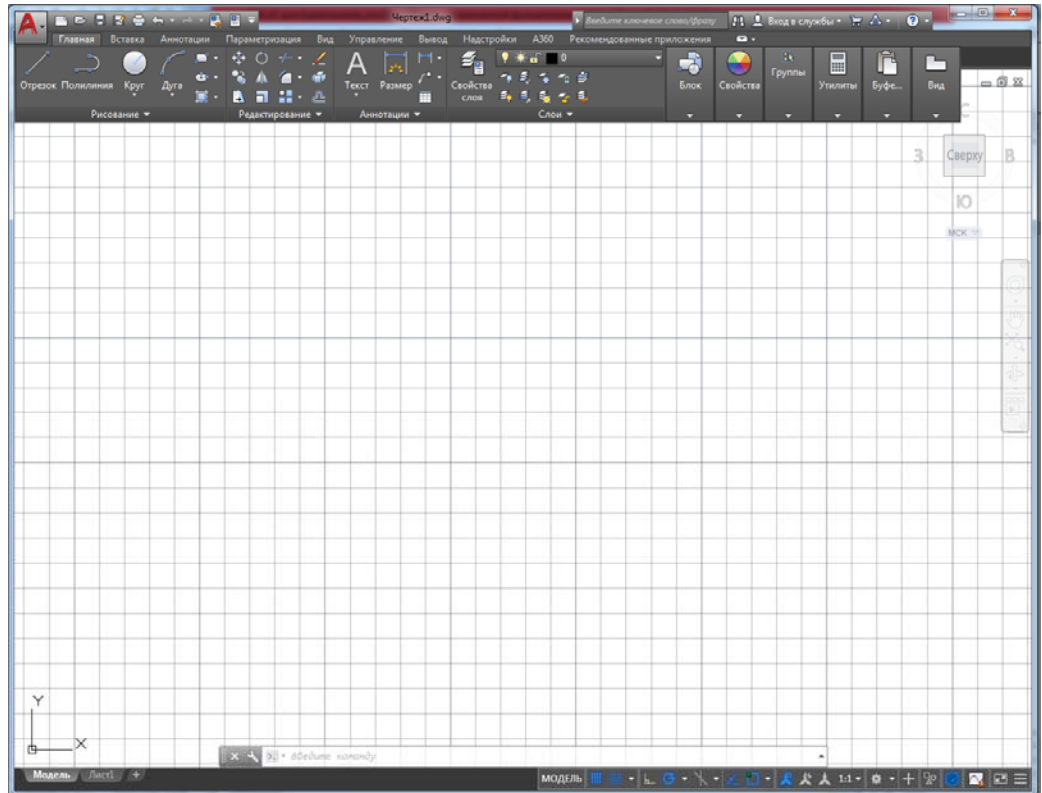 Чертеж1.dwg
Введите ключевое слово/фразу
Вход в службы
Главная Вставка Аннотации Параметризация Вид Управление Вывод Надстройки A360 Рекомендованные приложения
0
Отрезок Полилиния Круг Дуга
Текст Размер
Свойства слоя
Блок Свойства Группы Утилиты Буфе... Вид
Рисование Редактирование Аннотации Слои
С
З Сверху В
Ю
МСК
Y
X
Введите команду
Модель Лист1 +
МОДЕЛЬ 1:1